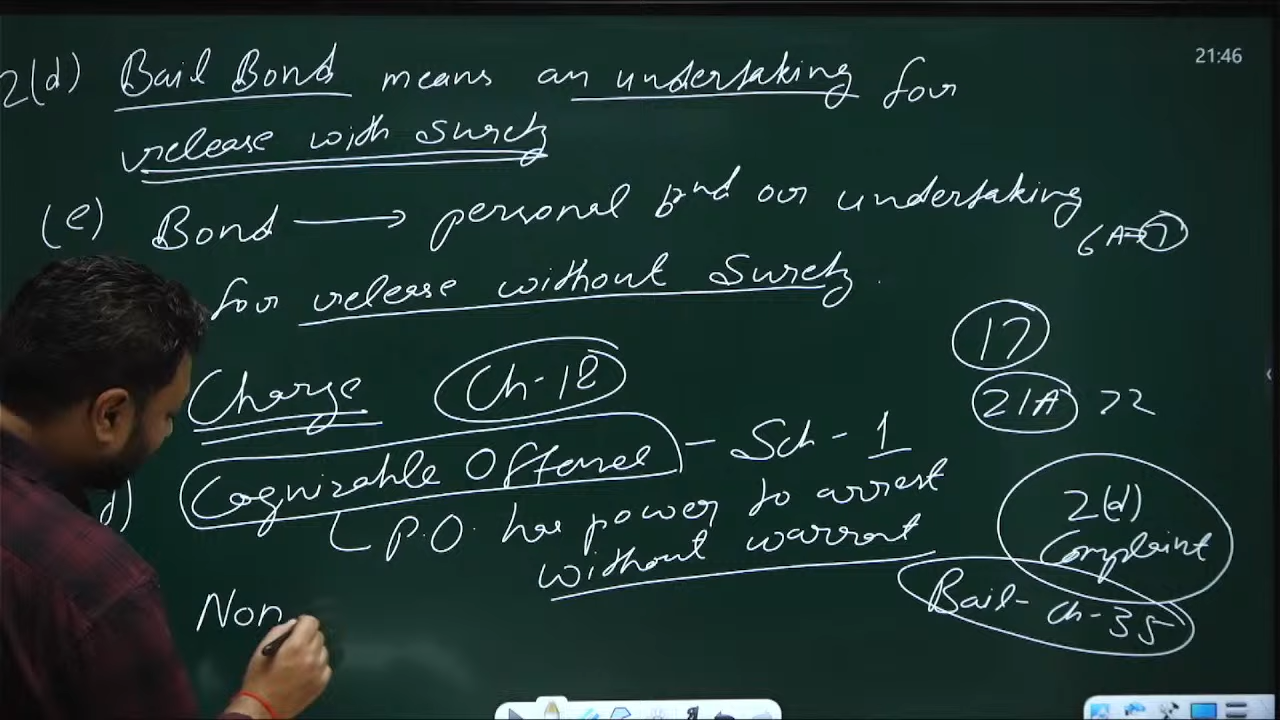 21:46
2(d) Bail Bond means an undertaking for
release with Surety
(e) Bond → personal bond or undertaking
6 A ⇒ 7
for release without Surety.
17
Charge Ch-18
21A 22
Cognizable Offence - Sch - 1
P.O. has power to arrest
without warrant
2(d)
Complaint
Bail - Ch - 35
Non